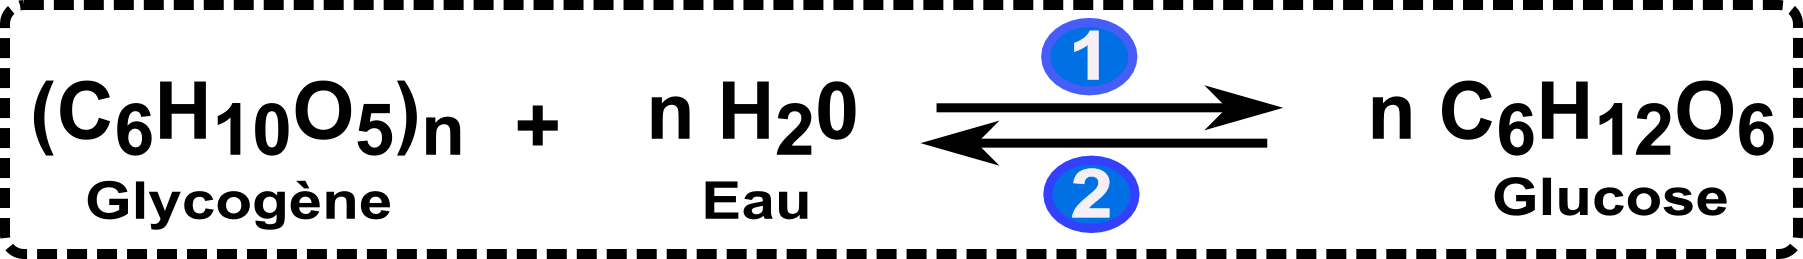 1
(C₆H₁₀O₅)ₙ + n H₂0 n C₆H₁₂O₆
2
Glycogène Eau Glucose